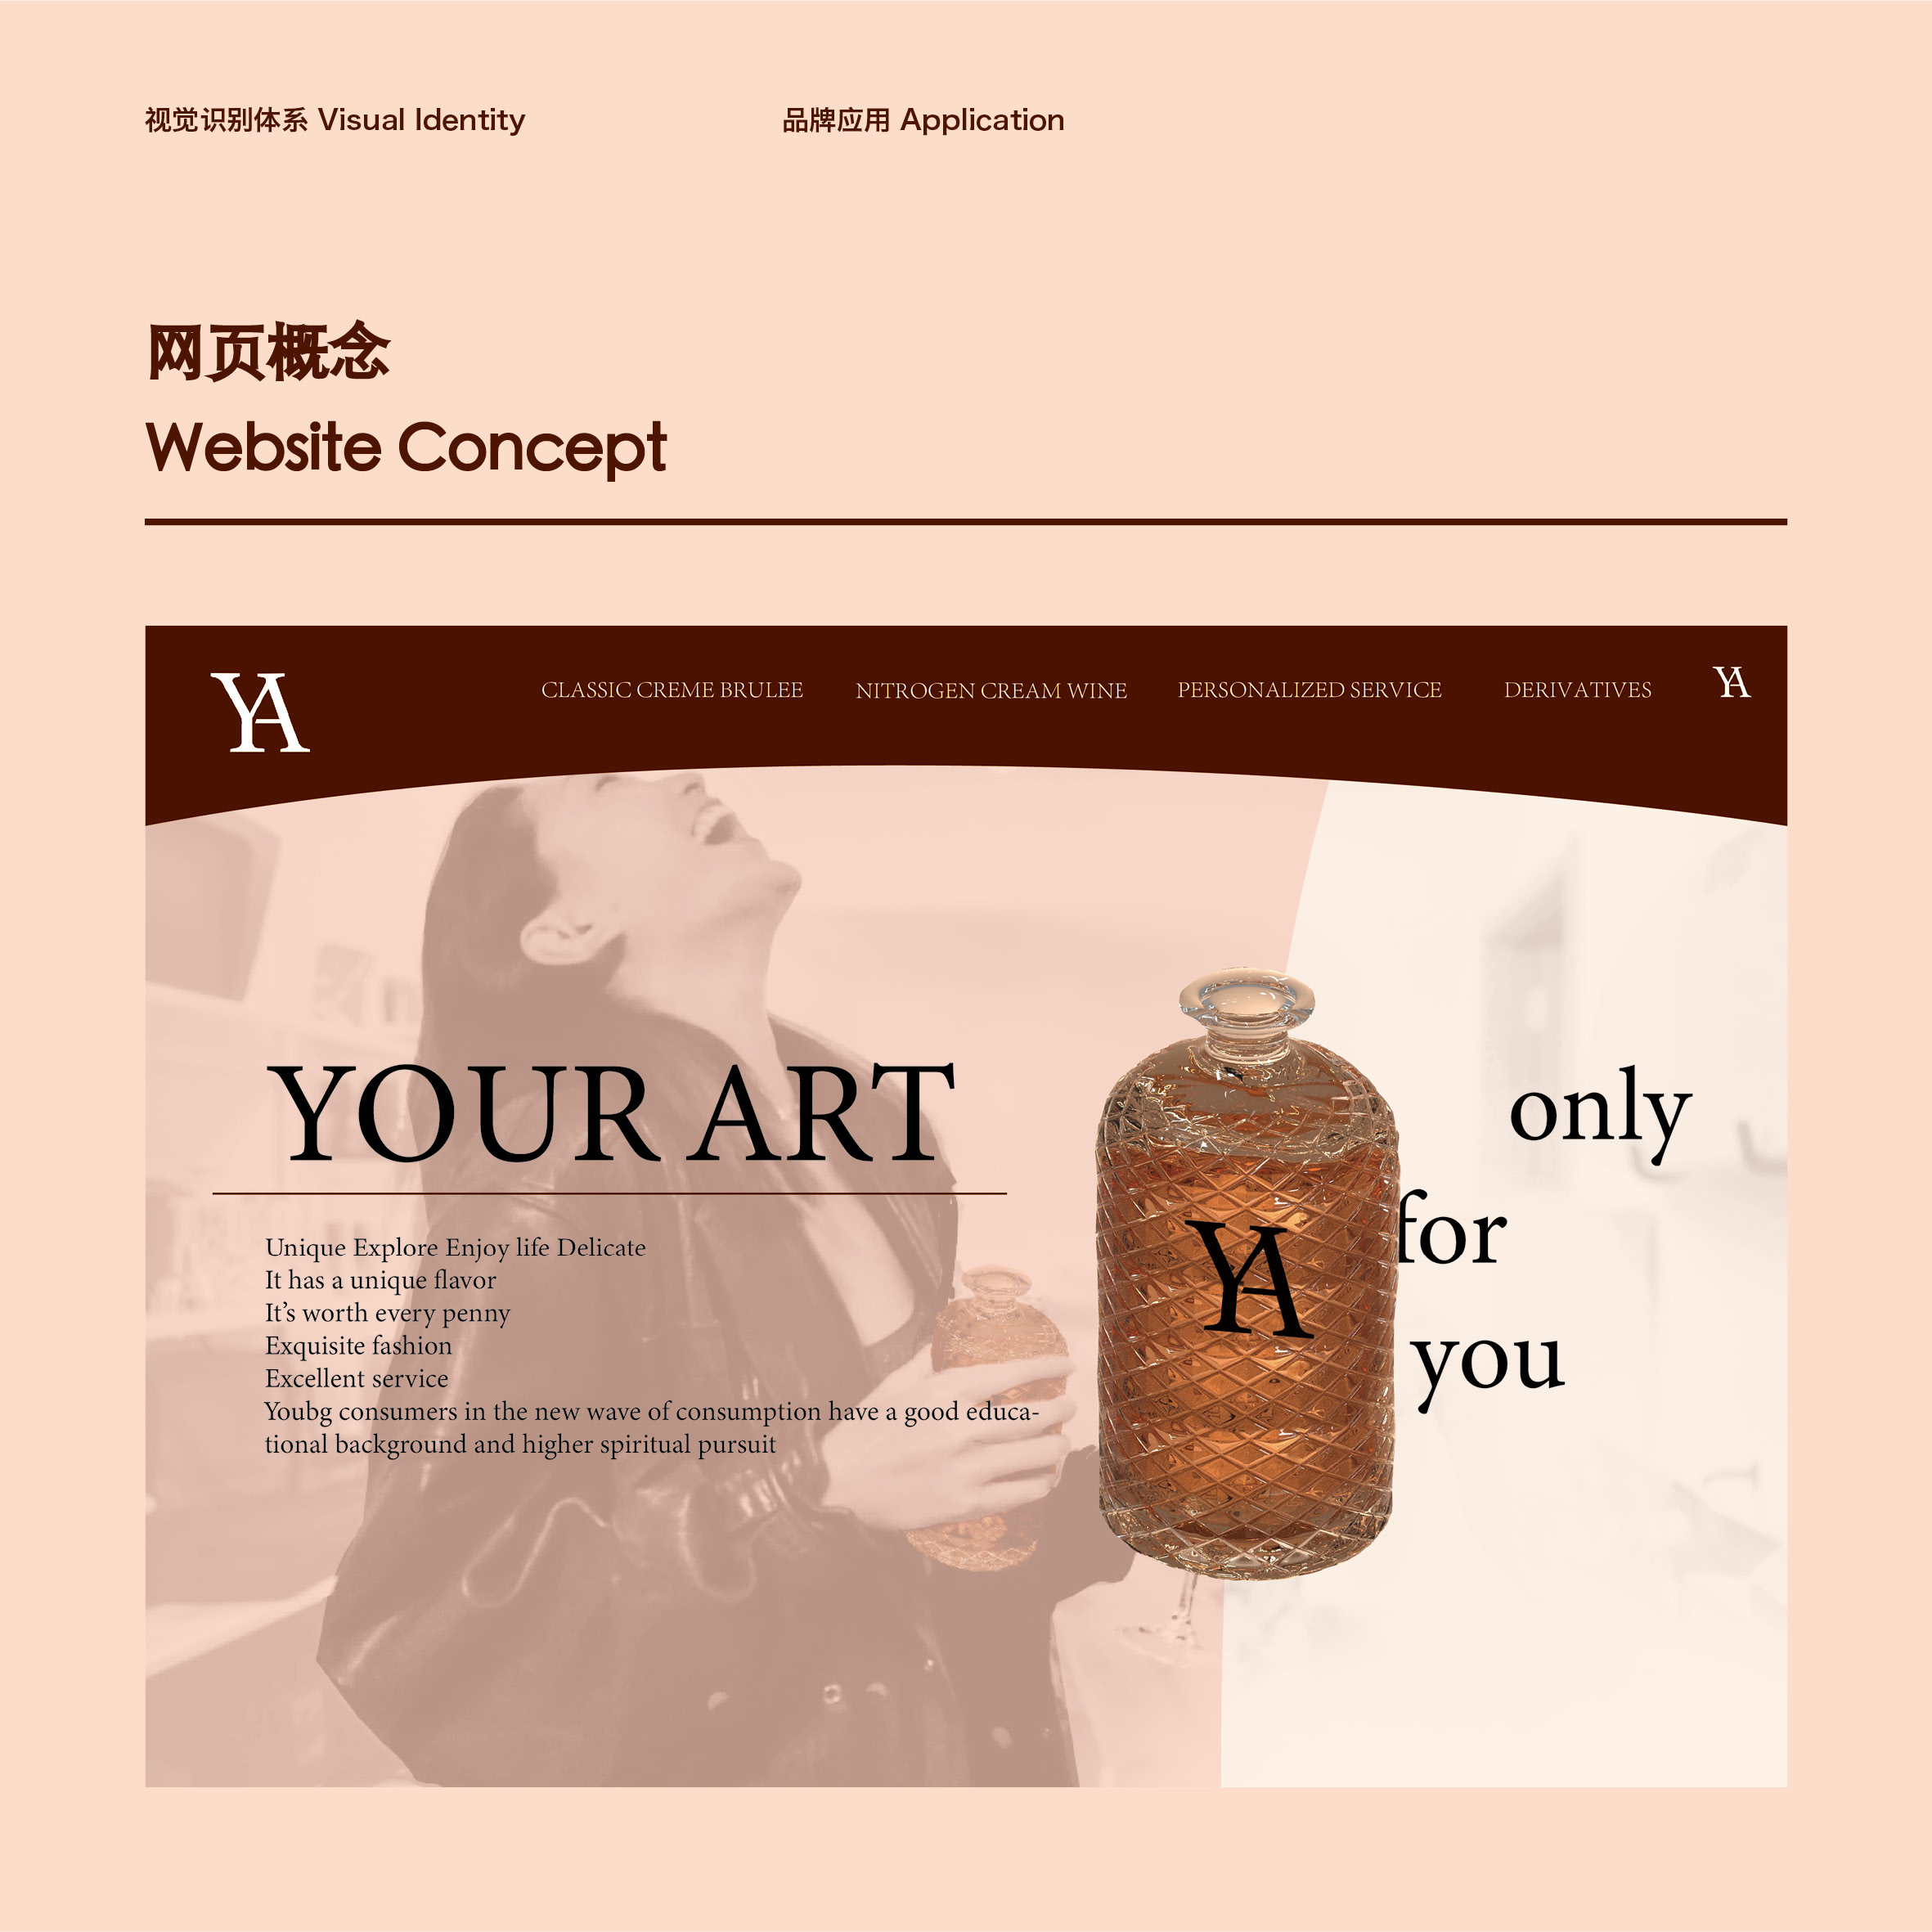 视觉识别体系 Visual Identity
品牌应用 Application
网页概念
Website Concept
YA
CLASSIC CREME BRULEE
NITROGEN CREAM WINE
PERSONALIZED SERVICE
DERIVATIVES
YA
YOUR ART
Unique Explore Enjoy life Delicate
It has a unique flavor
It’s worth every penny
Exquisite fashion
Excellent service
Youbg consumers in the new wave of consumption have a good educa-
tional background and higher spiritual pursuit
YA
only
for
you